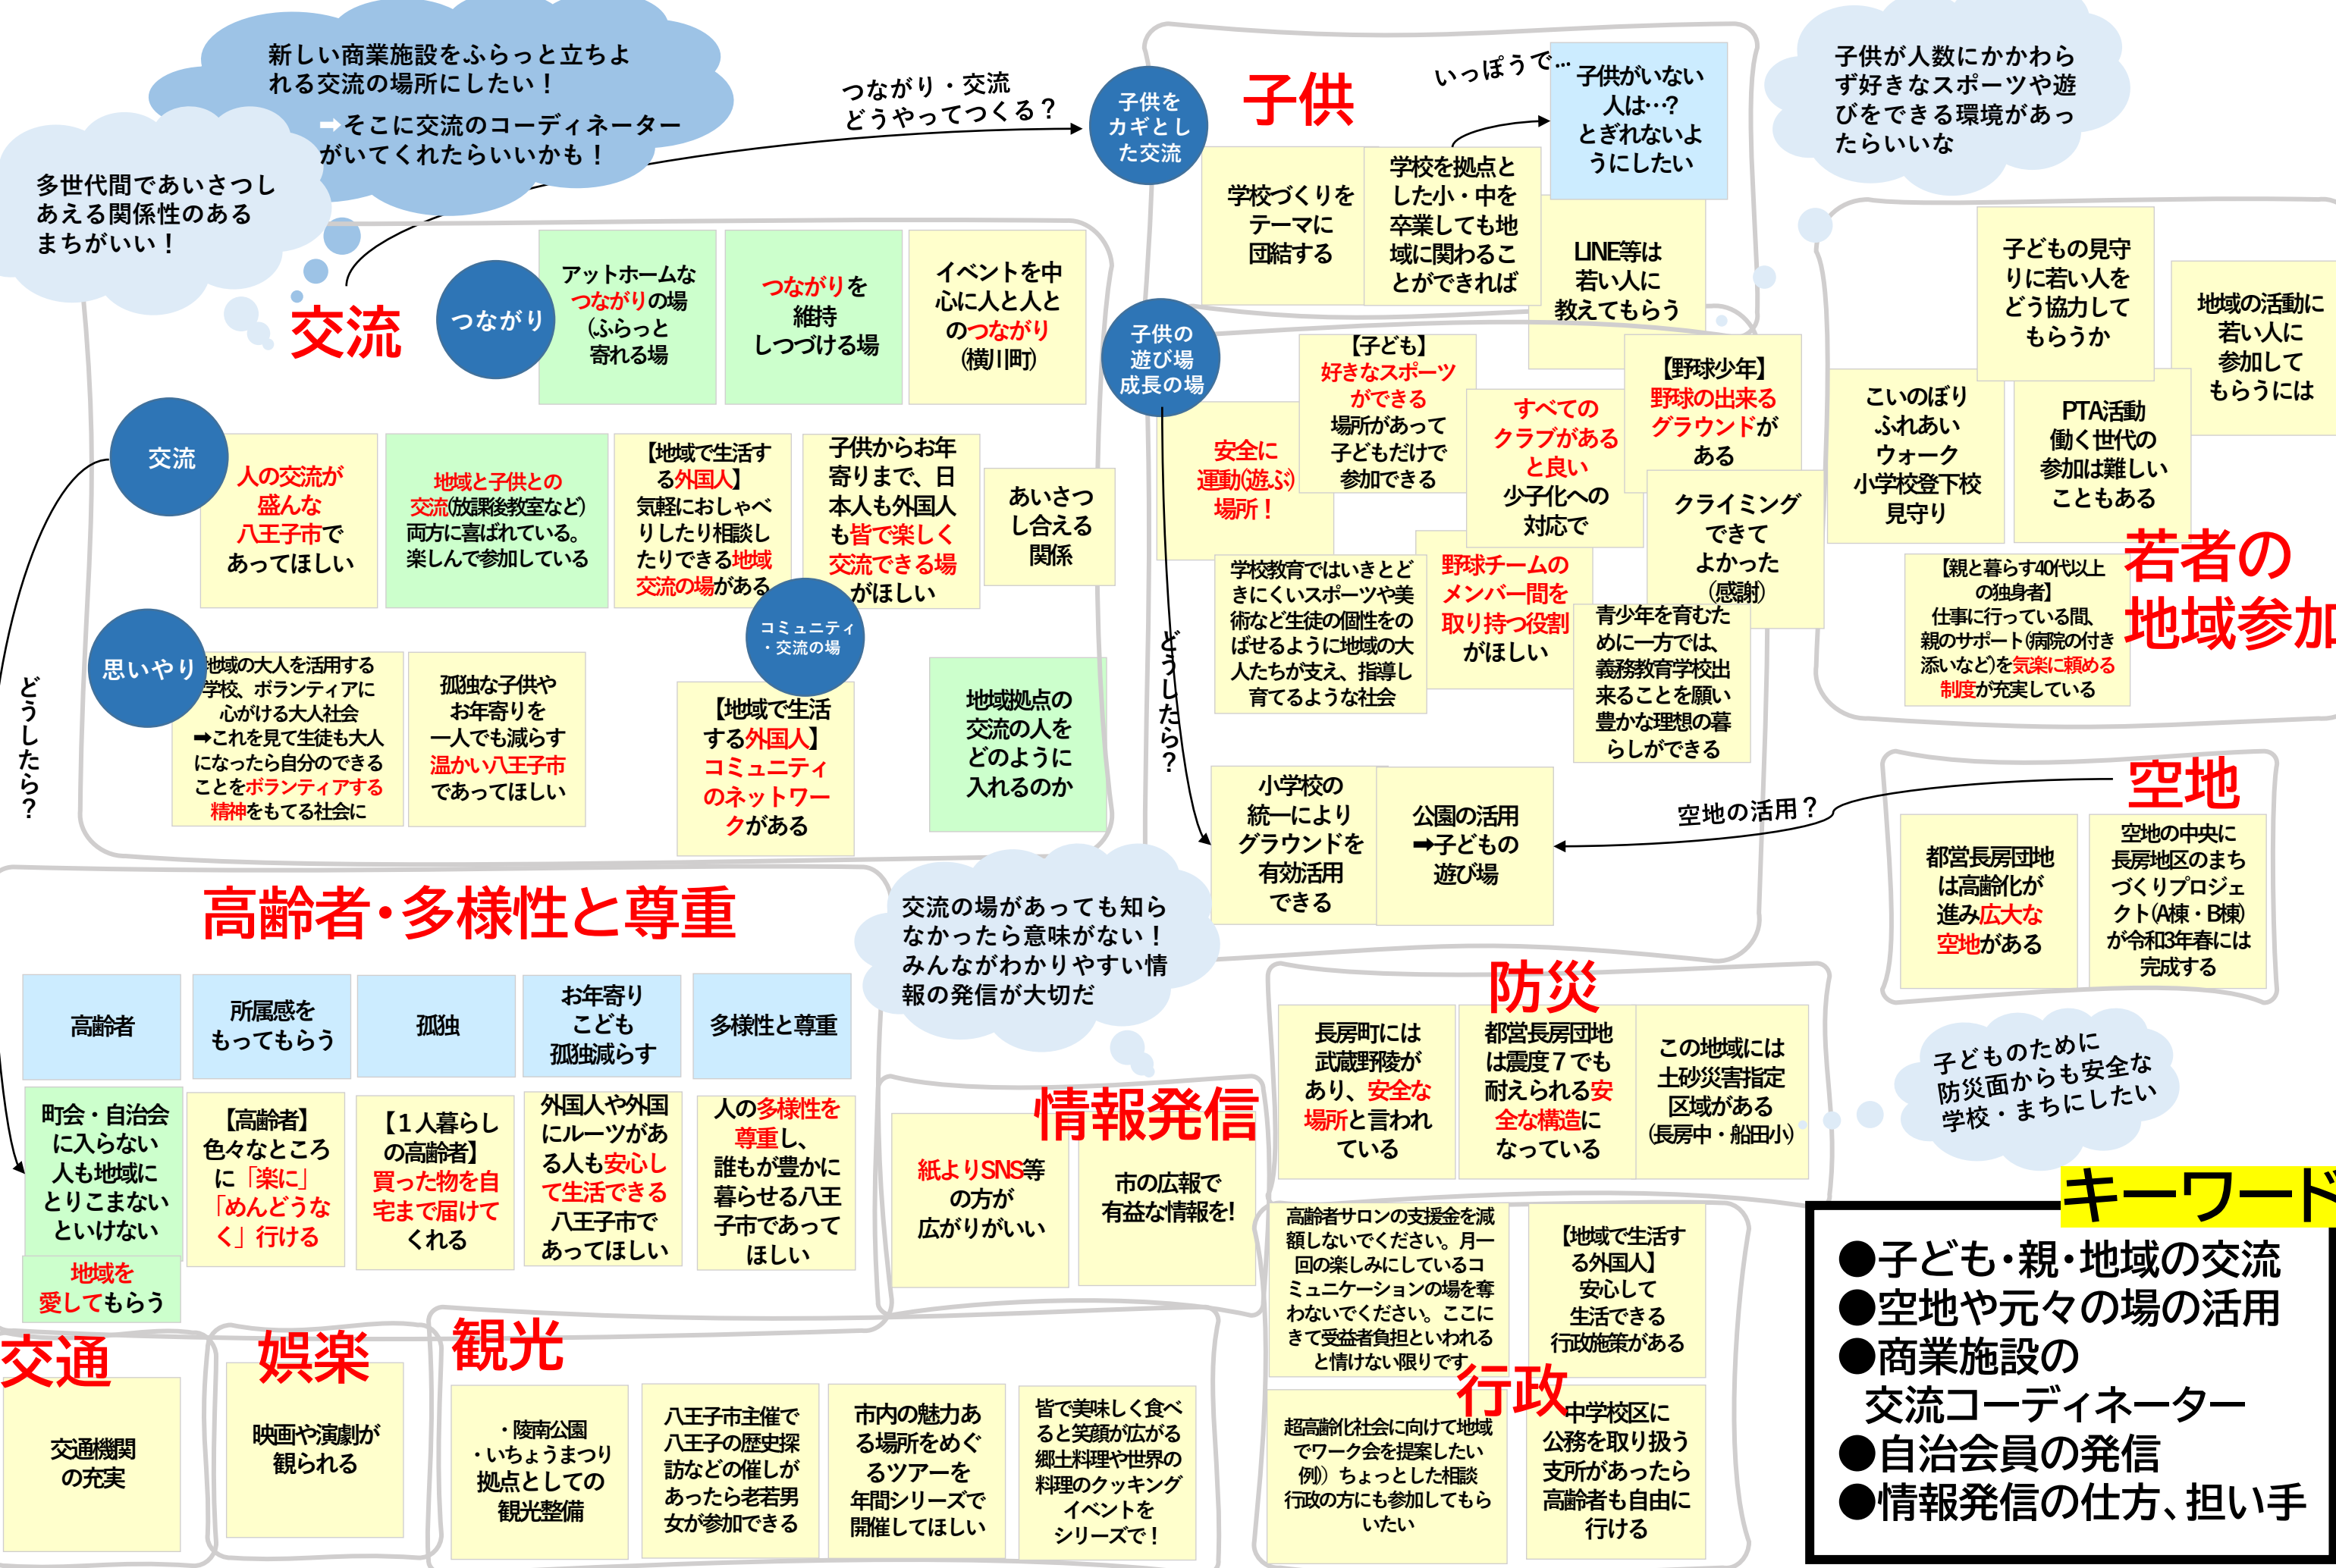 新しい商業施設をふらっと立ちよ
れる交流の場所にしたい！
➡そこに交流のコーディネーター
がいてくれたらいいかも！
多世代間であいさつし
あえる関係性のある
まちがいい！
つながり・交流
どうやってつくる？
交流
つながり
アットホームな
つながりの場
（ふらっと
寄れる場
つながりを
維持
しつづける場
イベントを中
心に人と人と
のつながり
（横川町）
交流
人の交流が
盛んな
八王子市で
あってほしい
地域と子供との
交流（放課後教室など）
両方に喜ばれている。
楽しんで参加している
【地域で生活す
る外国人】
気軽におしゃべ
りしたり相談し
たりできる地域
交流の場がある
子供からお年
寄りまで、日
本人も外国人
も皆で楽しく
交流できる場
がほしい
あいさつ
し合える
関係
思いやり
地域の大人を活用する
学校、ボランティアに
心がける大人社会
➡これを見て生徒も大人
になったら自分のできる
ことをボランティアする
精神をもてる社会に
孤独な子供や
お年寄りを
一人でも減らす
温かい八王子市
であってほしい
コミュニティ
・交流の場
【地域で生活
する外国人】
コミュニティ
のネットワー
クがある
地域拠点の
交流の人を
どのように
入れるのか
どうしたら？
子供
子供を
カギとし
た交流
学校づくりを
テーマに
団結する
学校を拠点と
した小・中を
卒業しても地
域に関わるこ
とができれば
いっぽうで…
子供がいない
人は…？
とぎれないよ
うにしたい
LINE等は
若い人に
教えてもらう
子供の
遊び場
成長の場
安全に
運動（遊ぶ）
場所！
【子ども】
好きなスポーツ
ができる
場所があって
子どもだけで
参加できる
すべての
クラブがある
と良い
少子化への
対応で
【野球少年】
野球の出来る
グラウンドが
ある
クライミング
できて
よかった
（感謝）
学校教育ではいきとど
きにくいスポーツや美
術など生徒の個性をの
ばせるように地域の大
人たちが支え、指導し
育てるような社会
野球チームの
メンバー間を
取り持つ役割
がほしい
青少年を育むた
めに一方では、
義務教育学校出
来ることを願い
豊かな理想の暮
らしができる
どうしたら？
小学校の
統一により
グラウンドを
有効活用
できる
公園の活用
➡子どもの
遊び場
空地の活用？
子供が人数にかかわら
ず好きなスポーツや遊
びをできる環境があっ
たらいいな
子どもの見守
りに若い人を
どう協力して
もらうか
地域の活動に
若い人に
参加して
もらうには
こいのぼり
ふれあい
ウォーク
小学校登下校
見守り
PTA活動
働く世代の
参加は難しい
こともある
若者の
地域参加
【親と暮らす40代以上
の独身者】
仕事に行っている間、
親のサポート（病院の付き
添いなど）を気楽に頼める
制度が充実している
空地
都営長房団地
は高齢化が
進み広大な
空地がある
空地の中央に
長房地区のまち
づくりプロジェ
クト（A棟・B棟）
が令和3年春には
完成する
高齢者・多様性と尊重
高齢者
所属感を
もってもらう
孤独
お年寄り
こども
孤独減らす
多様性と尊重
町会・自治会
に入らない
人も地域に
とりこまない
といけない
地域を
愛してもらう
【高齢者】
色々なところ
に「楽に」
「めんどうな
く」行ける
【１人暮らし
の高齢者】
買った物を自
宅まで届けて
くれる
外国人や外国
にルーツがあ
る人も安心し
て生活できる
八王子市で
あってほしい
人の多様性を
尊重し、
誰もが豊かに
暮らせる八王
子市であって
ほしい
交流の場があっても知ら
なかったら意味がない！
みんながわかりやすい情
報の発信が大切だ
情報発信
紙よりSNS等
の方が
広がりがいい
市の広報で
有益な情報を!
防災
長房町には
武蔵野陵が
あり、安全な
場所と言われ
ている
都営長房団地
は震度７でも
耐えられる安
全な構造に
なっている
この地域には
土砂災害指定
区域がある
（長房中・船田小）
子どものために
防災面からも安全な
学校・まちにしたい
行政
高齢者サロンの支援金を減
額しないでください。月一
回の楽しみにしているコ
ミュニケーションの場を奪
わないでください。ここに
きて受益者負担といわれる
と情けない限りです
【地域で生活す
る外国人】
安心して
生活できる
行政施策がある
超高齢化社会に向けて地域
でワーク会を提案したい
例)）ちょっとした相談
行政の方にも参加してもら
いたい
中学校区に
公務を取り扱う
支所があったら
高齢者も自由に
行ける
交通
交通機関
の充実
娯楽
映画や演劇が
観られる
観光
・陵南公園
・いちょうまつり
拠点としての
観光整備
八王子市主催で
八王子の歴史探
訪などの催しが
あったら老若男
女が参加できる
市内の魅力あ
る場所をめぐ
るツアーを
年間シリーズで
開催してほしい
皆で美味しく食べ
ると笑顔が広がる
郷土料理や世界の
料理のクッキング
イベントを
シリーズで！
キーワード
●子ども・親・地域の交流
●空地や元々の場の活用
●商業施設の
交流コーディネーター
●自治会員の発信
●情報発信の仕方、担い手